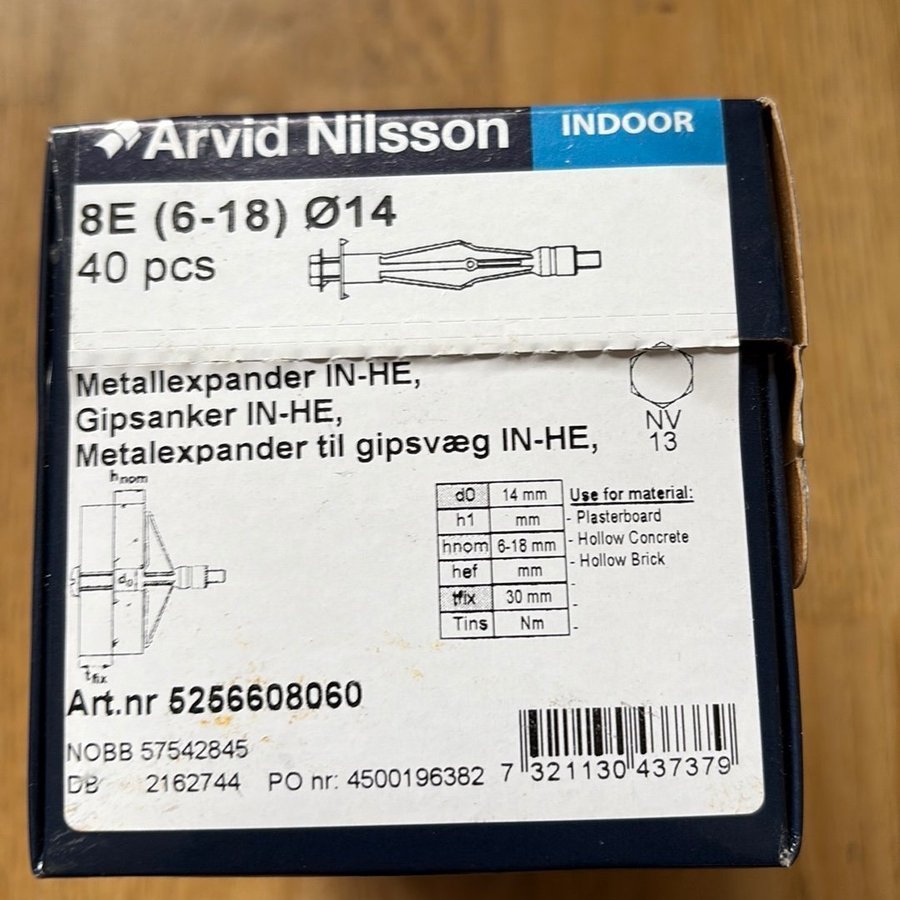 Arvid Nilsson INDOOR
8E (6-18) Ø14
40 pcs
Metallexpander IN-HE,
Gipsanker IN-HE,
Metalexpander til gipsvæg IN-HE,
NV
13
hnom
d0
tfix
d0 14 mm
h1 mm
hnom 6-18 mm
hef mm
tfix 30 mm
Tins Nm
Use for material:
- Plasterboard
- Hollow Concrete
- Hollow Brick
-
-
-
Art.nr 5256608060
NOBB 57542845
DB 2162744 PO nr: 4500196382
7 321130 437379